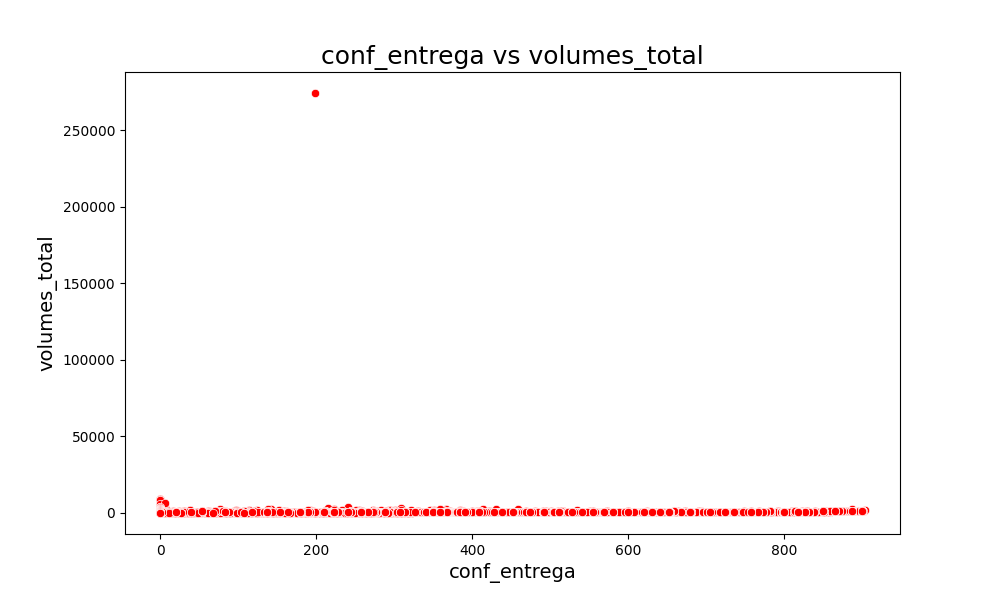 conf_entrega vs volumes_total
volumes_total
250000
200000
150000
100000
50000
0
0 200 400 600 800
conf_entrega